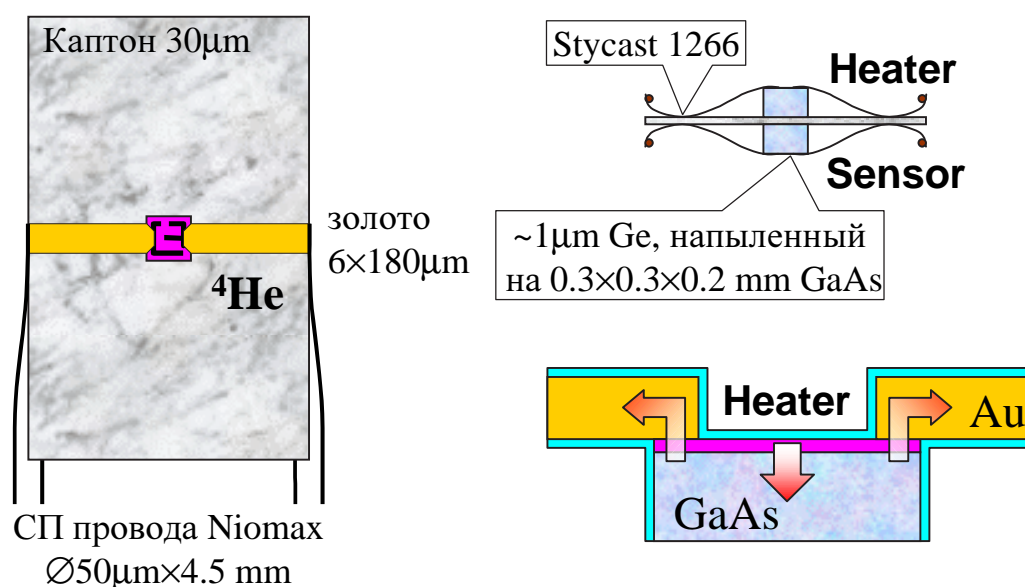 Каптон 30μm
золото
6×180μm
⁴He
СП провода Niomax
∅50μm×4.5 mm
Stycast 1266
Heater
Sensor
~1μm Ge, напыленный
на 0.3×0.3×0.2 mm GaAs
Heater
Au
GaAs